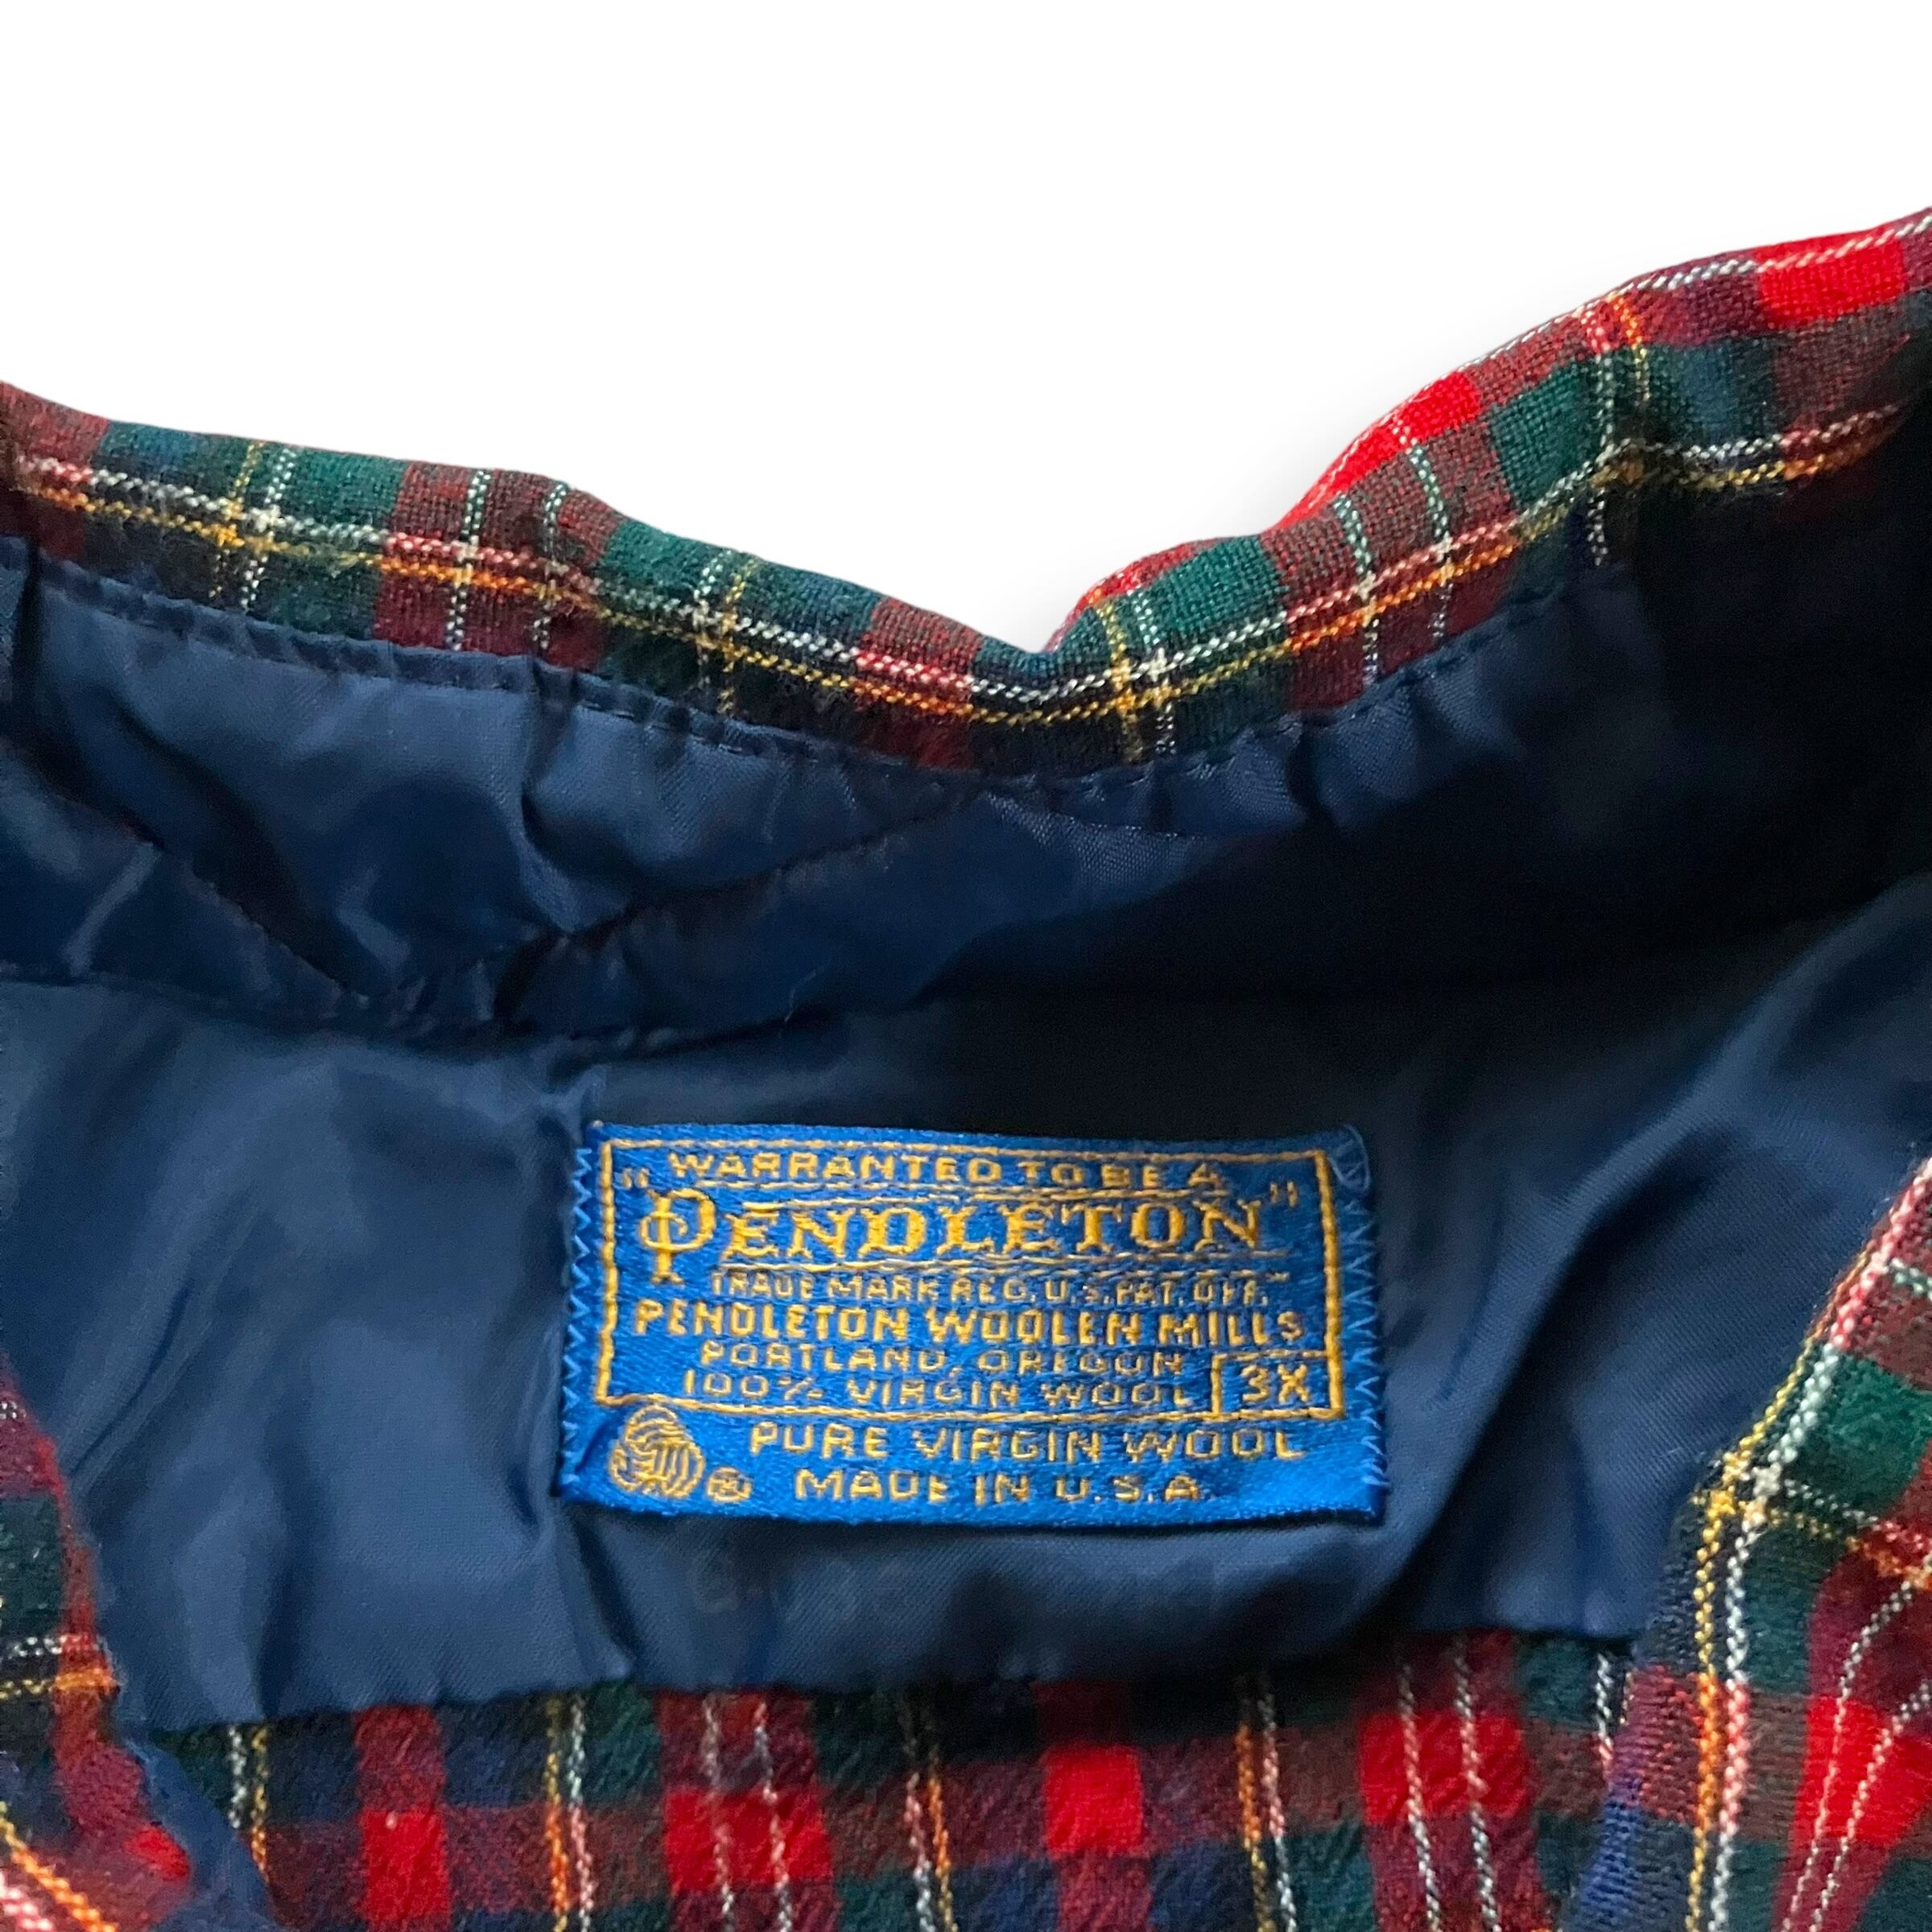 WARRANTED TO BE A
"PENDLETON"
TRADE MARK REG. U.S. PAT. OFF.
PENDLETON WOOLEN MILLS
PORTLAND, OREGON
100% VIRGIN WOOL 3X
PURE VIRGIN WOOL
MADE IN U.S.A.